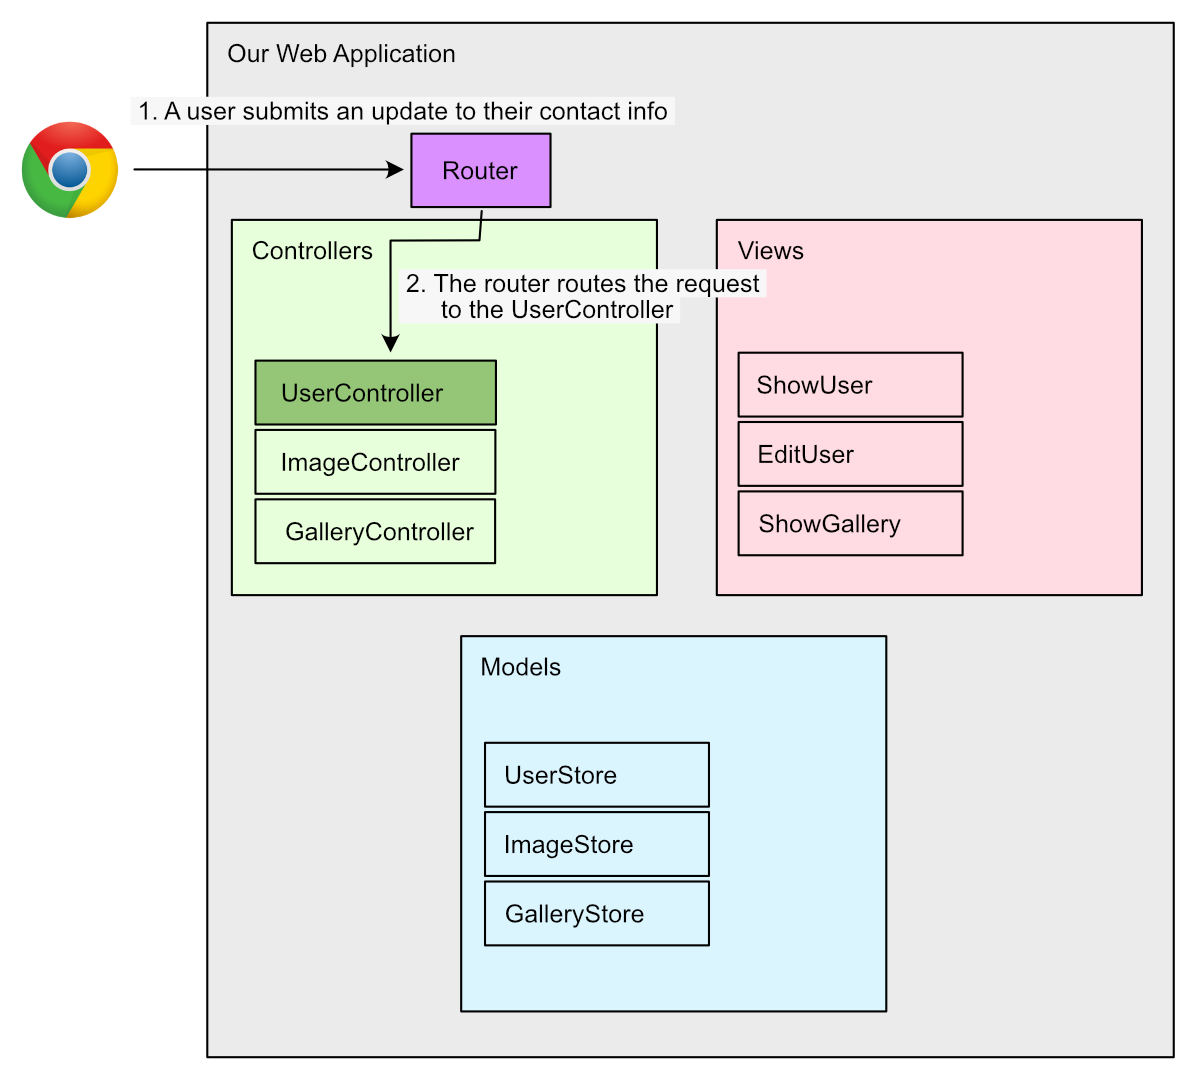 Our Web Application
1. A user submits an update to their contact info
Router
Controllers
2. The router routes the request
to the UserController
UserController
ImageController
GalleryController
Views
ShowUser
EditUser
ShowGallery
Models
UserStore
ImageStore
GalleryStore